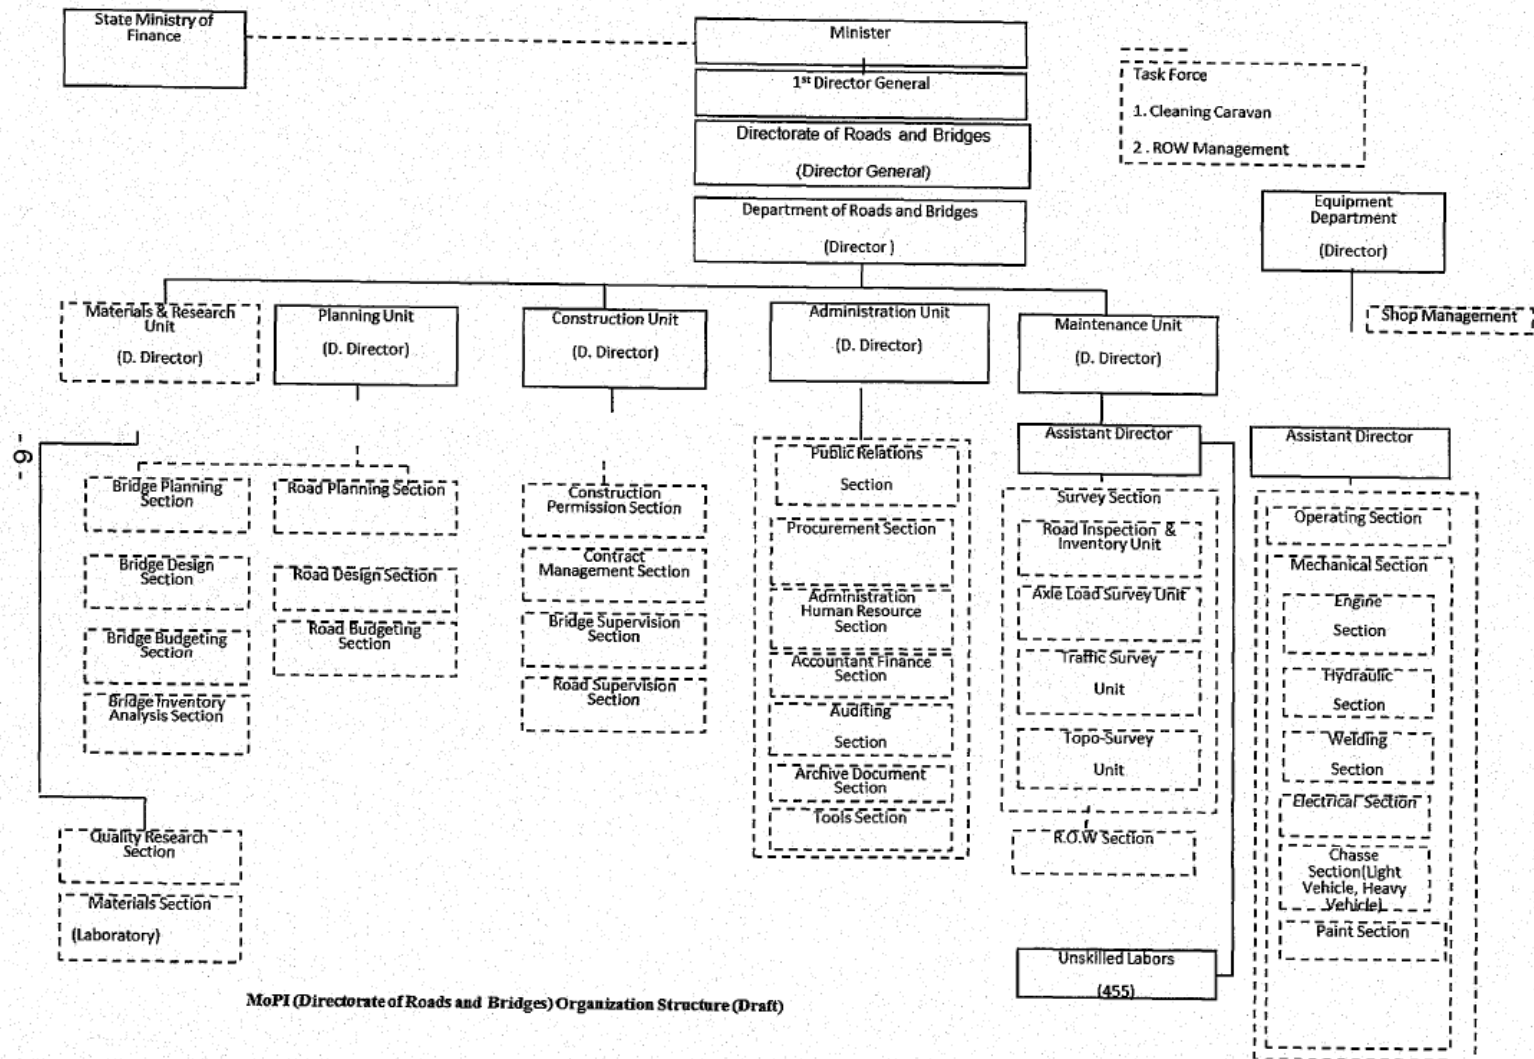 State Ministry of
Finance
Minister
1st Director General
Directorate of Roads and Bridges
(Director General)
Department of Roads and Bridges
(Director )
Task Force
1. Cleaning Caravan
2 . ROW Management
Equipment
Department
(Director)
Shop Management
Materials & Research
Unit
(D. Director)
Planning Unit
(D. Director)
Construction Unit
(D. Director)
Administration Unit
(D. Director)
Maintenance Unit
(D. Director)
Assistant Director
Assistant Director
- 9 -
Bridge Planning
Section
Bridge Design
Section
Bridge Budgeting
Section
Bridge Inventory
Analysis Section
Road Planning Section
Road Design Section
Road Budgeting
Section
Construction
Permission Section
Contract
Management Section
Bridge Supervision
Section
Road Supervision
Section
Public Relations
Section
Procurement Section
Administration
Human Resource
Section
Accountant Finance
Section
Auditing
Section
Archive Document
Section
Tools Section
Survey Section
Road Inspection &
Inventory Unit
Axle Load Survey Unit
Traffic Survey
Unit
Topo-Survey
Unit
R.O.W Section
Unskilled Labors
(455)
Operating Section
Mechanical Section
Engine
Section
Hydraulic
Section
Welding
Section
Electrical Section
Chasse
Section(Light
Vehicle, Heavy
Vehicle)
Paint Section
Quality Research
Section
Materials Section
(Laboratory)
MoPI (Directorate of Roads and Bridges) Organization Structure (Draft)